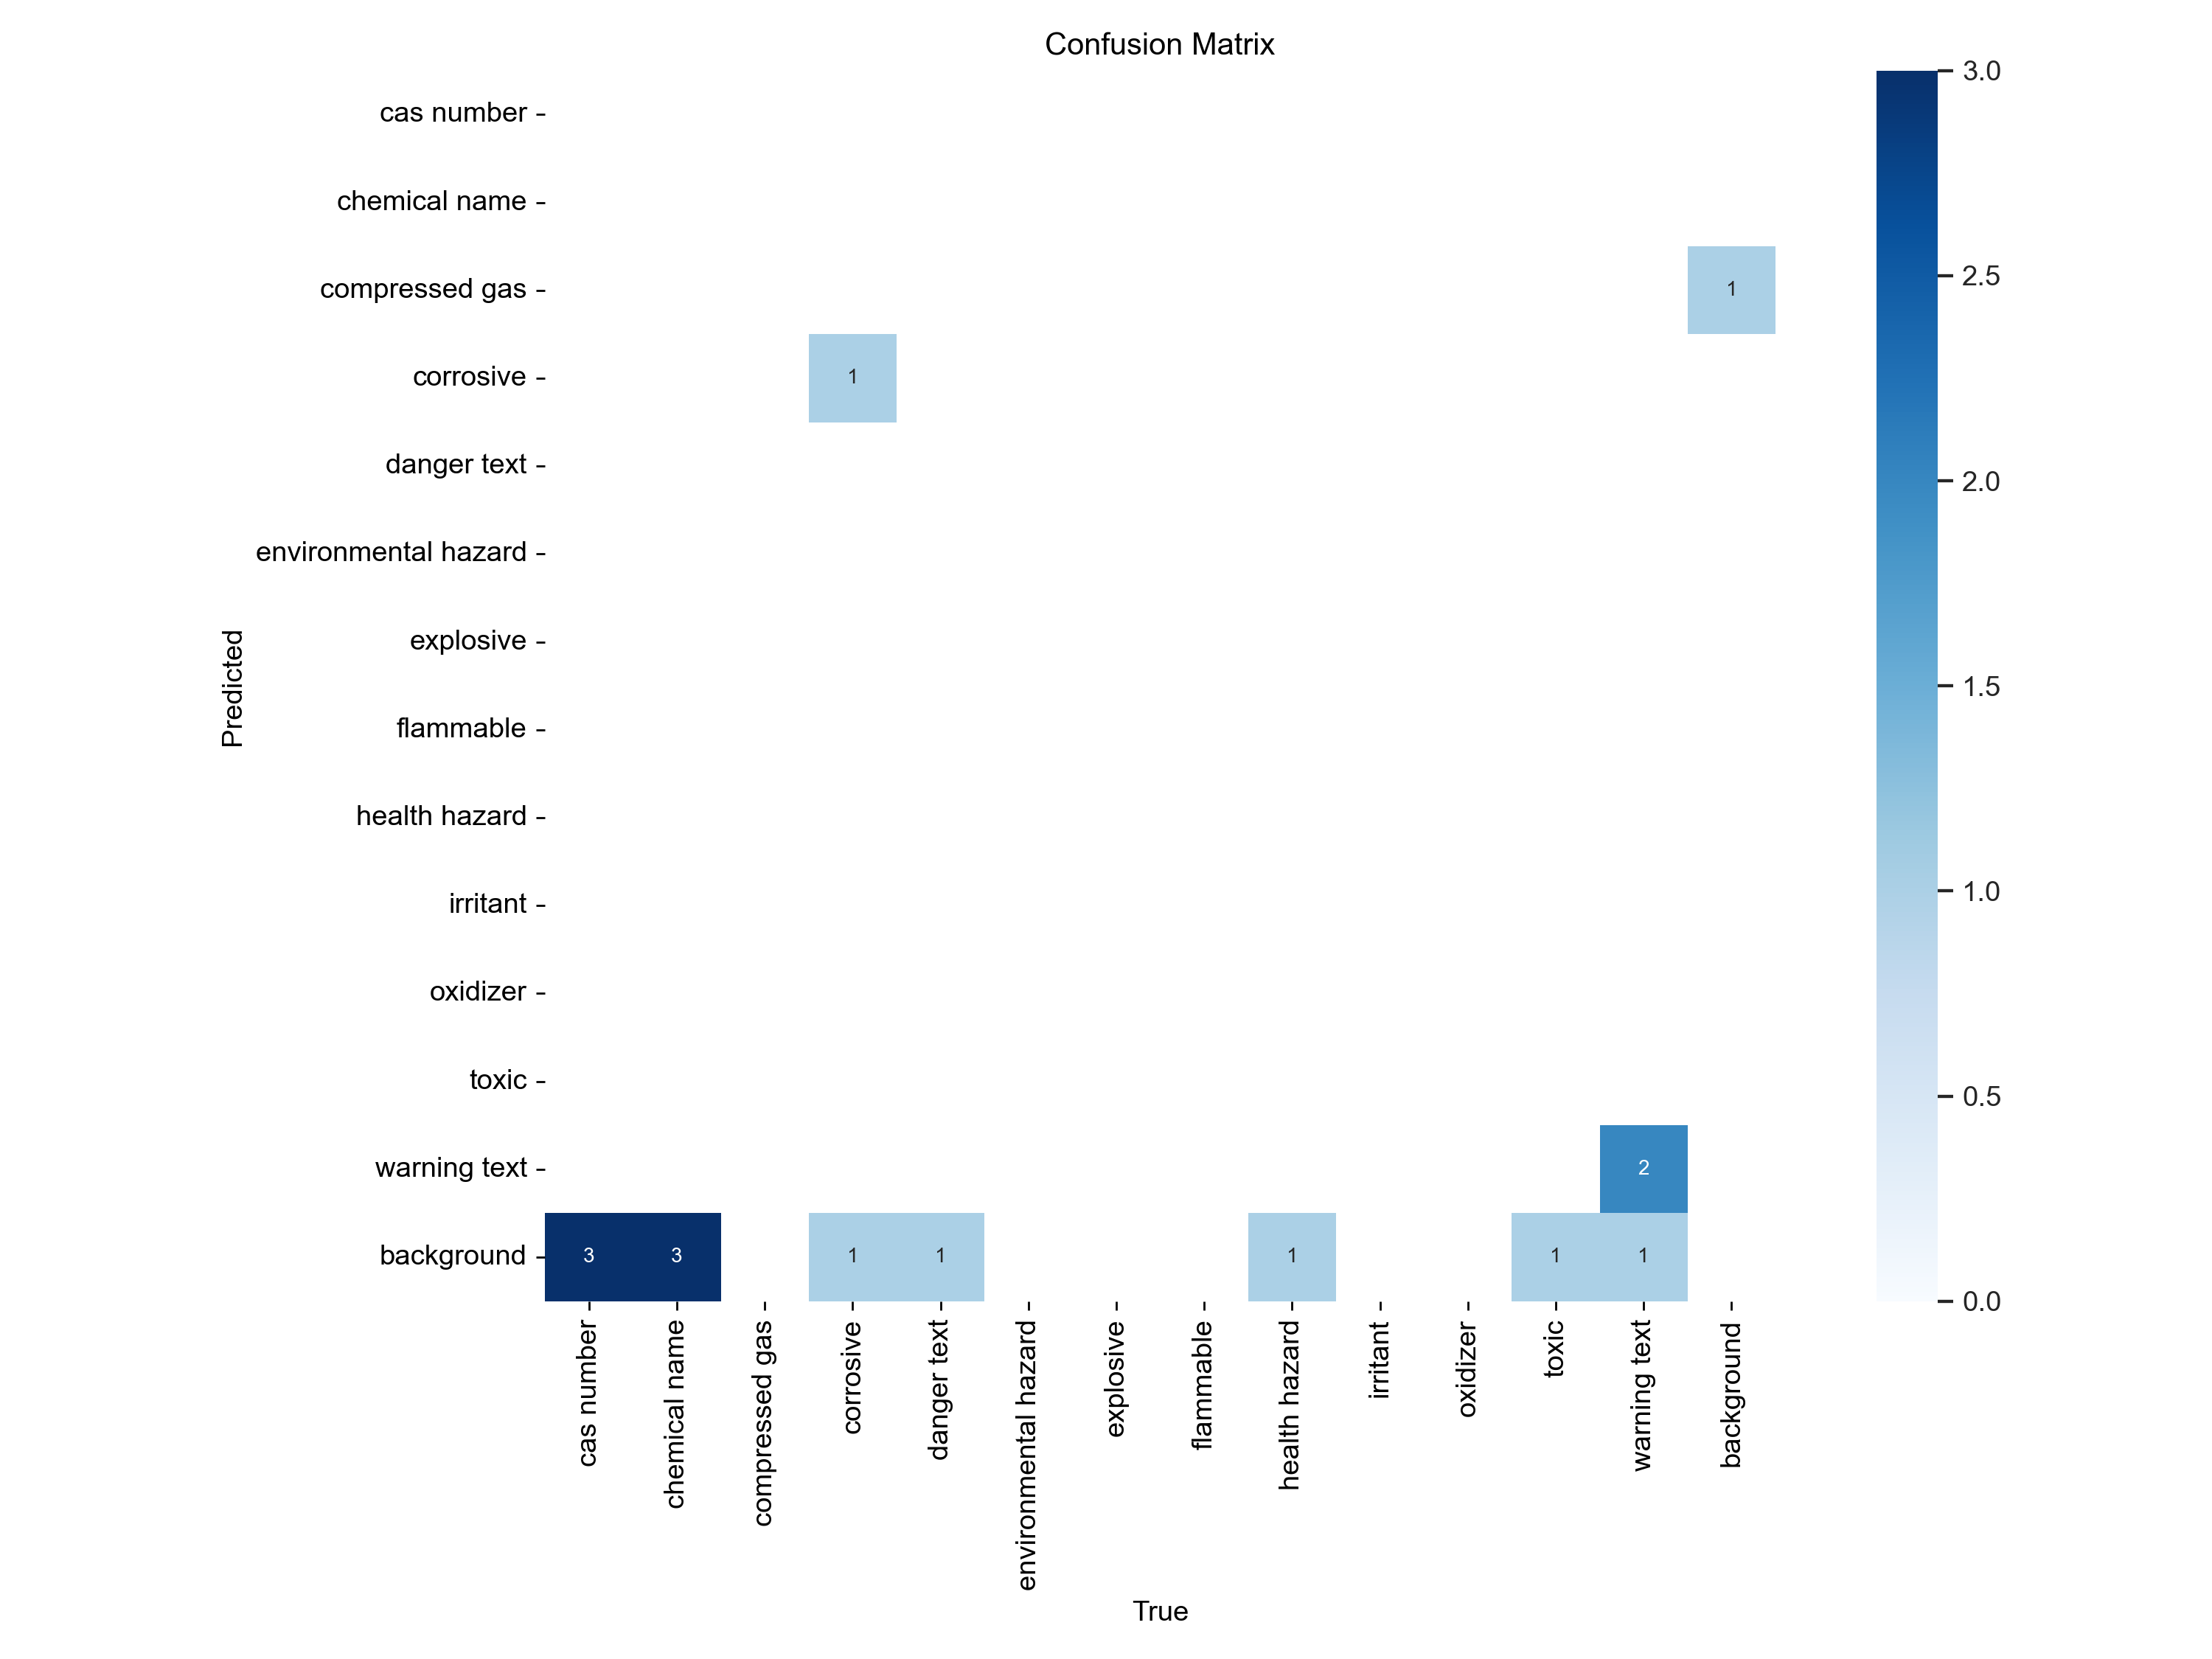 Confusion Matrix
cas number
chemical name
compressed gas
corrosive
danger text
environmental hazard
explosive
flammable
health hazard
irritant
oxidizer
toxic
warning text
background
Predicted
1
1
2
3 3 1 1 1 1 1
cas number
chemical name
compressed gas
corrosive
danger text
environmental hazard
explosive
flammable
health hazard
irritant
oxidizer
toxic
warning text
background
True
3.0
2.5
2.0
1.5
1.0
0.5
0.0